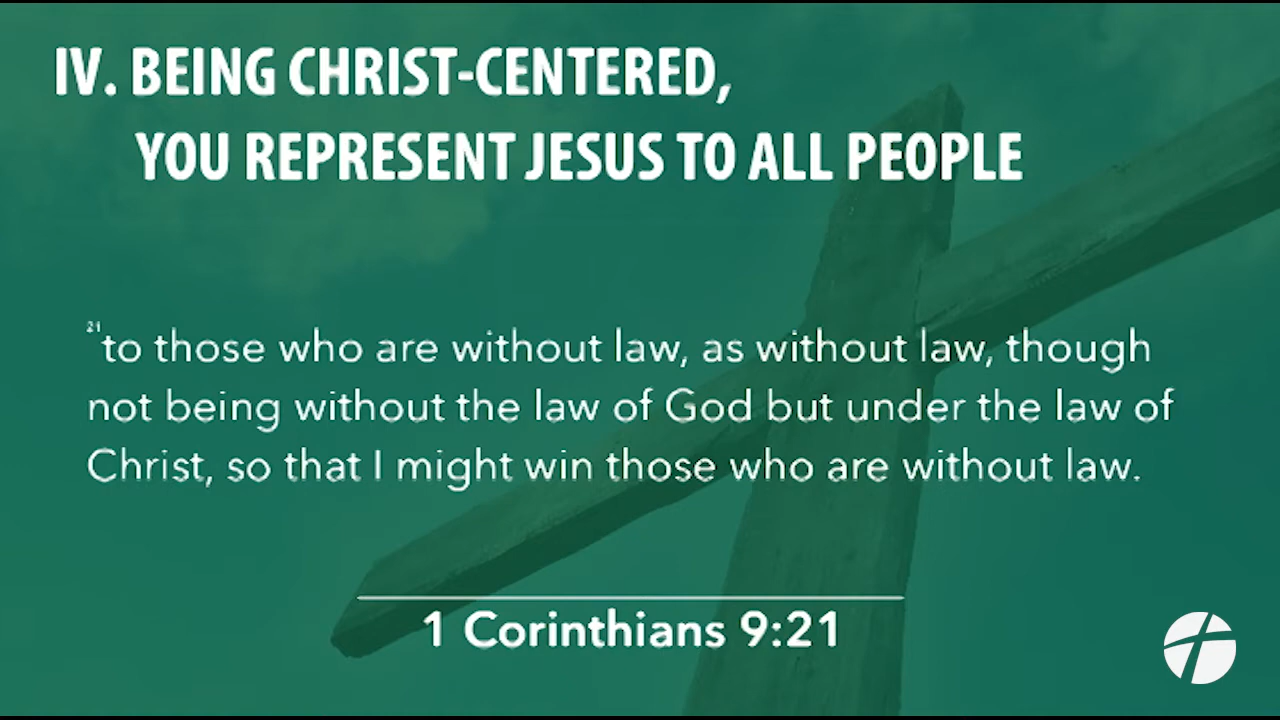 IV. BEING CHRIST-CENTERED,
YOU REPRESENT JESUS TO ALL PEOPLE
21to those who are without law, as without law, though
not being without the law of God but under the law of
Christ, so that I might win those who are without law.
1 Corinthians 9:21